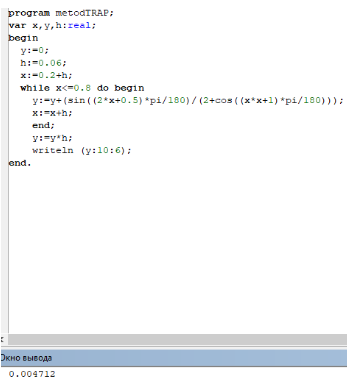 program metodTRAP;
var x,y,h:real;
begin
y:=0;
h:=0.06;
x:=0.2+h;
while x<=0.8 do begin
y:=y+(sin((2*x+0.5)*pi/180)/(2+cos((x*x+1)*pi/180)));
x:=x+h;
end;
y:=y*h;
writeln (y:10:6);
end.
Окно вывода
0.004712